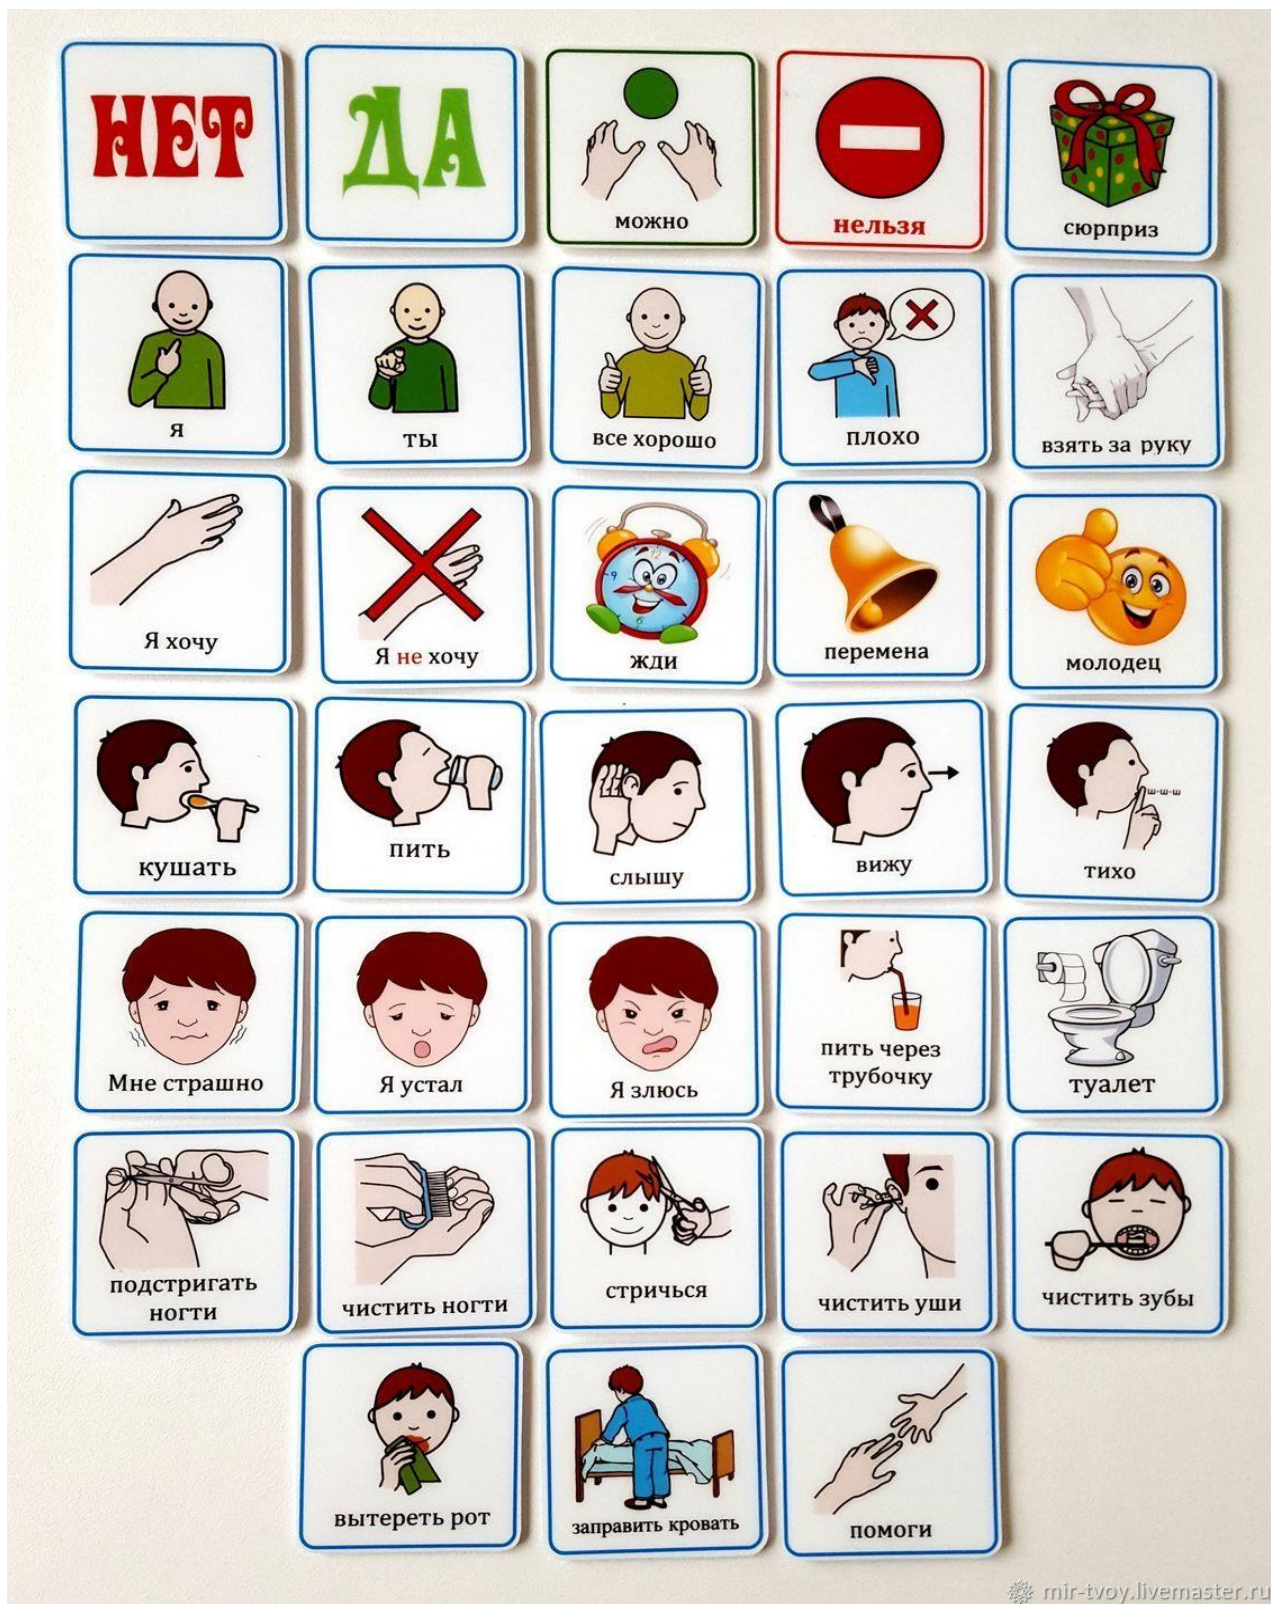 НЕТ
ДА
можно
нельзя
сюрприз
я
ты
все хорошо
плохо
взять за руку
Я хочу
Я не хочу
жди
перемена
молодец
кушать
пить
слышу
вижу
ш-ш-ш
тихо
Мне страшно
Я устал
Я злюсь
пить через
трубочку
туалет
подстригать
ногти
чистить ногти
стричься
чистить уши
чистить зубы
вытереть рот
заправить кровать
помоги
mir-tvoy.livemaster.ru